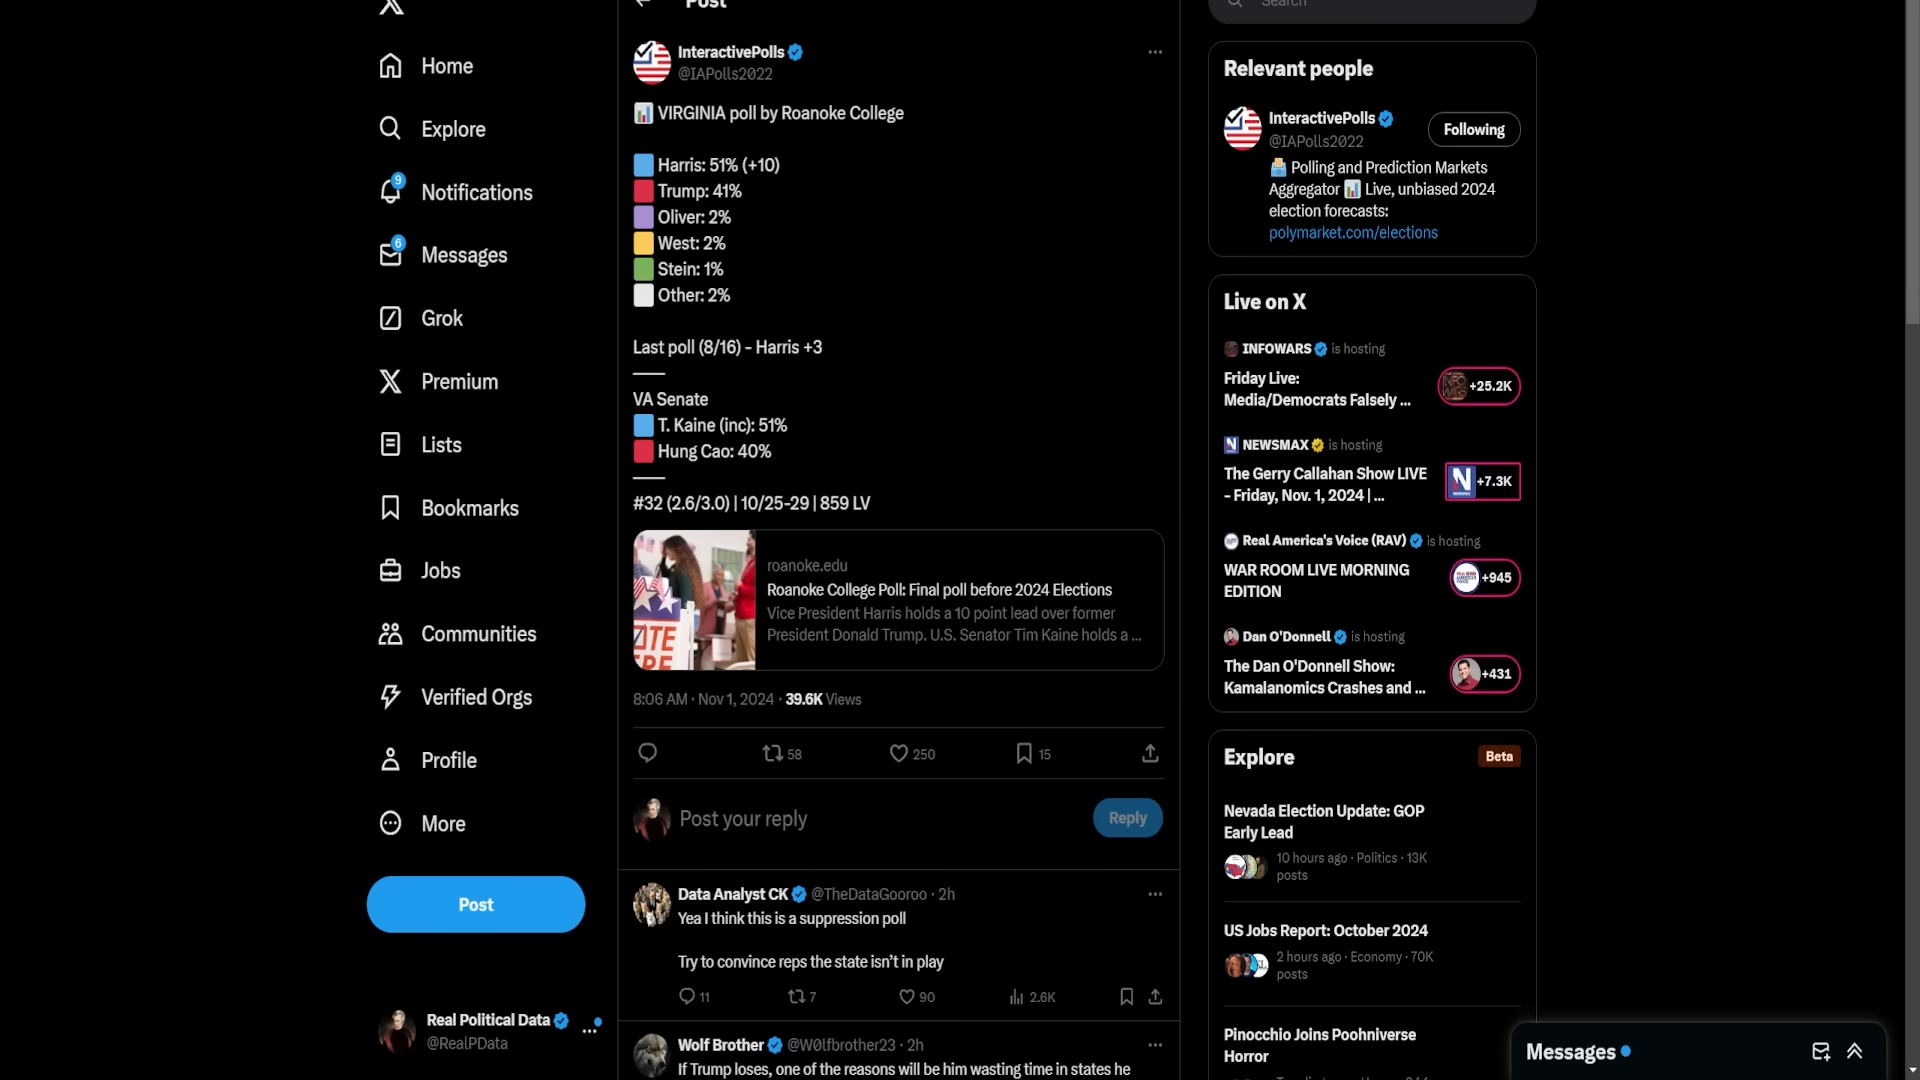 Home
Explore
9
Notifications
6
Messages
Grok
Premium
Lists
Bookmarks
Jobs
Communities
Verified Orgs
Profile
More
Post
Real Political Data
@RealPData
Post
InteractivePolls
@IAPolls2022
VIRGINIA poll by Roanoke College
Harris: 51% (+10)
Trump: 41%
Oliver: 2%
West: 2%
Stein: 1%
Other: 2%
Last poll (8/16) - Harris +3
VA Senate
T. Kaine (inc): 51%
Hung Cao: 40%
#32 (2.6/3.0) | 10/25-29 | 859 LV
roanoke.edu
Roanoke College Poll: Final poll before 2024 Elections
Vice President Harris holds a 10 point lead over former
President Donald Trump. U.S. Senator Tim Kaine holds a ...
8:06 AM · Nov 1, 2024 · 39.6K Views
58 250 15
Post your reply
Reply
Data Analyst CK @TheDataGooroo · 2h
Yea I think this is a suppression poll
Try to convince reps the state isn't in play
11 7 90 2.6K
Wolf Brother @W0lfbrother23 · 2h
If Trump loses, one of the reasons will be him wasting time in states he
Search
Relevant people
InteractivePolls
@IAPolls2022
Following
Polling and Prediction Markets
Aggregator Live, unbiased 2024
election forecasts:
polymarket.com/elections
Live on X
INFOWARS is hosting
Friday Live:
Media/Democrats Falsely ...
+25.2K
NEWSMAX is hosting
The Gerry Callahan Show LIVE
- Friday, Nov. 1, 2024 | ...
+7.3K
Real America's Voice (RAV) is hosting
WAR ROOM LIVE MORNING
EDITION
+945
Dan O'Donnell is hosting
The Dan O'Donnell Show:
Kamalanomics Crashes and ...
+431
Explore
Beta
Nevada Election Update: GOP
Early Lead
10 hours ago · Politics · 13K
posts
US Jobs Report: October 2024
2 hours ago · Economy · 70K
posts
Pinocchio Joins Poohniverse
Horror
Messages